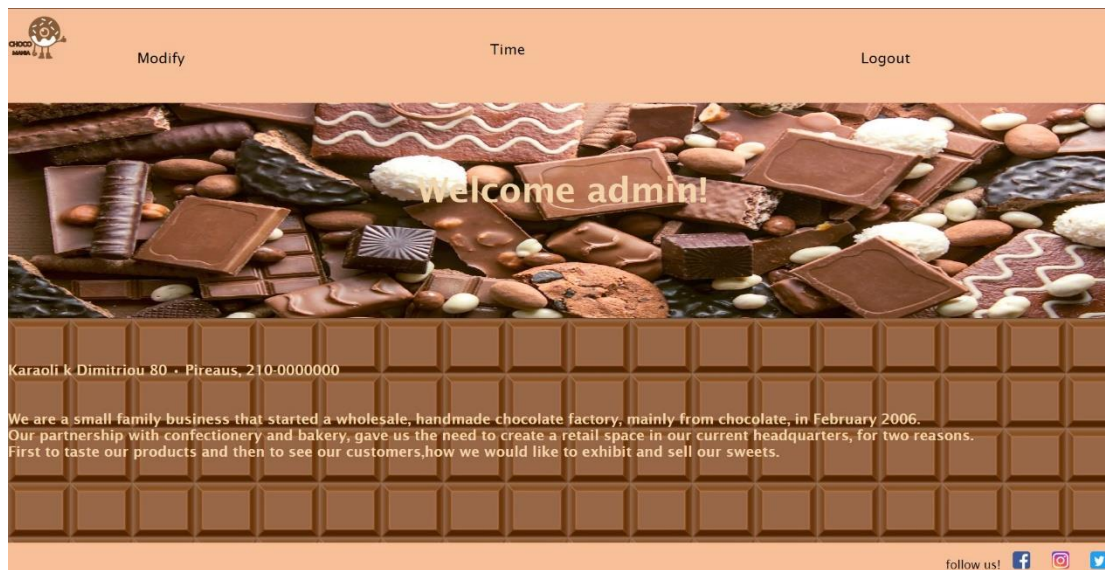 CHOCO
MANIA
Modify
Time
Logout
Welcome admin!
Karaoli k Dimitriou 80 • Pireaus, 210-0000000
We are a small family business that started a wholesale, handmade chocolate factory, mainly from chocolate, in February 2006.
Our partnership with confectionery and bakery, gave us the need to create a retail space in our current headquarters, for two reasons.
First to taste our products and then to see our customers,how we would like to exhibit and sell our sweets.
follow us!